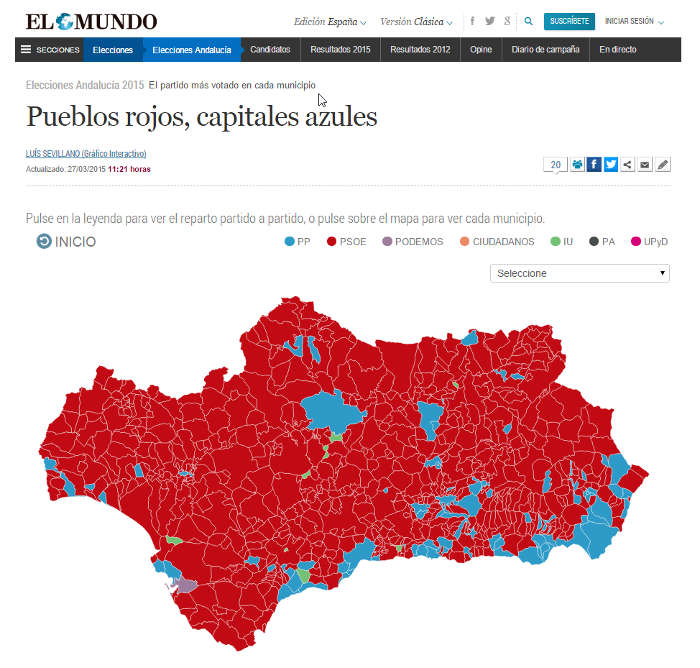 EL MUNDO
Edición España Versión Clásica SUSCRÍBETE INICIAR SESIÓN
SECCIONES Elecciones Elecciones Andalucía Candidatos Resultados 2015 Resultados 2012 Opine Diario de campaña En directo
Elecciones Andalucía 2015 El partido más votado en cada municipio
Pueblos rojos, capitales azules
LUÍS SEVILLANO (Gráfico Interactivo)
Actualizado: 27/03/2015 11:21 horas
20
Pulse en la leyenda para ver el reparto partido a partido, o pulse sobre el mapa para ver cada municipio.
INICIO PP PSOE PODEMOS CIUDADANOS IU PA UPyD
Seleccione